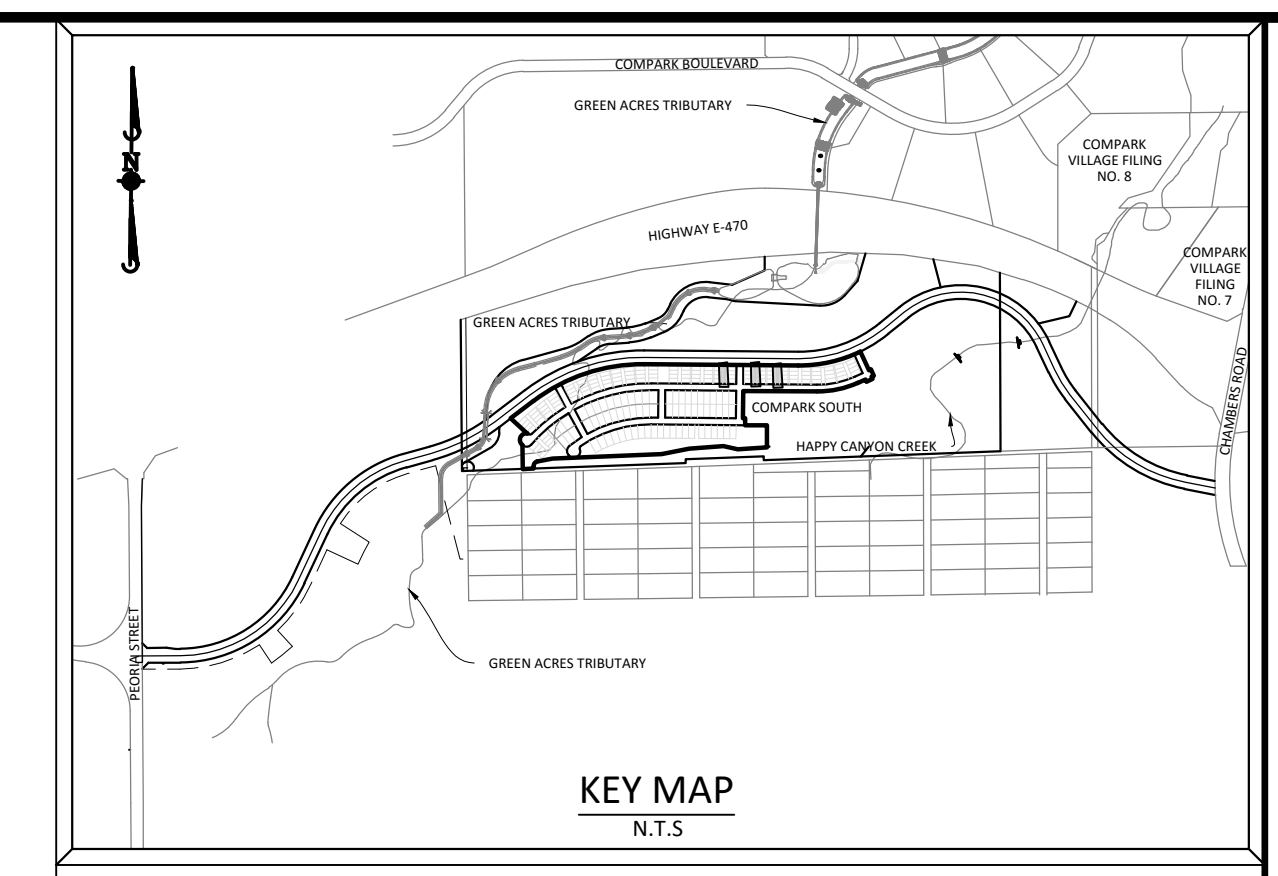 COMPARK BOULEVARD
GREEN ACRES TRIBUTARY
COMPARK
VILLAGE FILING
NO. 8
N
HIGHWAY E-470
COMPARK
VILLAGE
FILING
NO. 7
GREEN ACRES TRIBUTARY
CHAMBERS ROAD
COMPARK SOUTH
HAPPY CANYON CREEK
PEORIA STREET
GREEN ACRES TRIBUTARY
KEY MAP
N.T.S